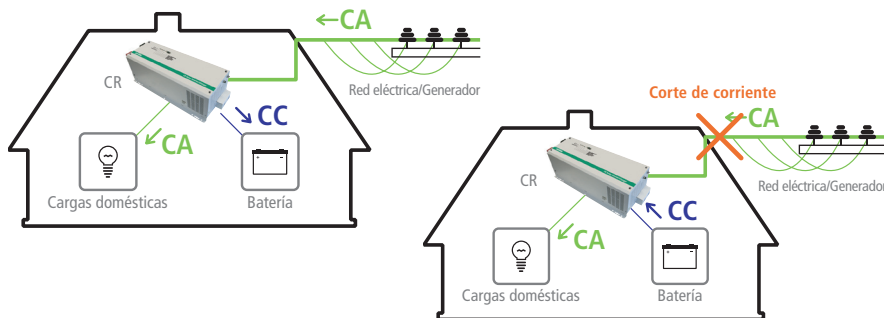 CA
CR
Red eléctrica/Generador
CC
CA
Cargas domésticas
Batería
Corte de corriente
CA
CR
Red eléctrica/Generador
CC
CA
Cargas domésticas
Batería